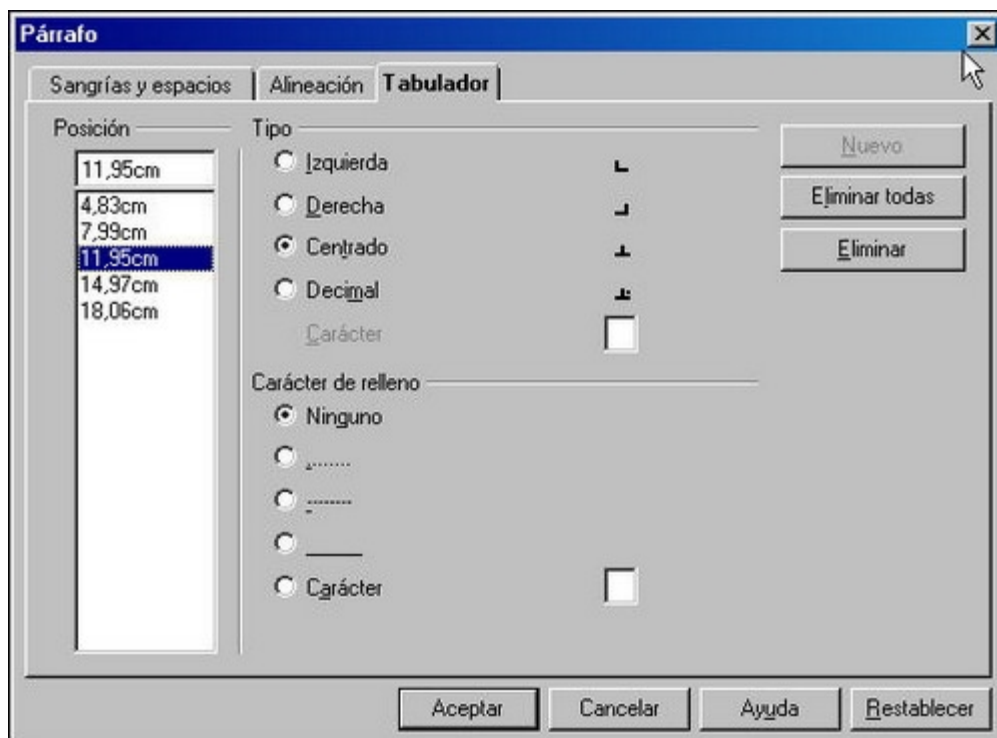 Párrafo
Sangrías y espacios Alineación Tabulador
Posición
11,95cm
4,83cm
7,99cm
11,95cm
14,97cm
18,06cm
Tipo
Izquierda
Derecha
Centrado
Decimal
Carácter
Carácter de relleno
Ninguno
Carácter
Nuevo
Eliminar todas
Eliminar
Aceptar Cancelar Ayuda Restablecer